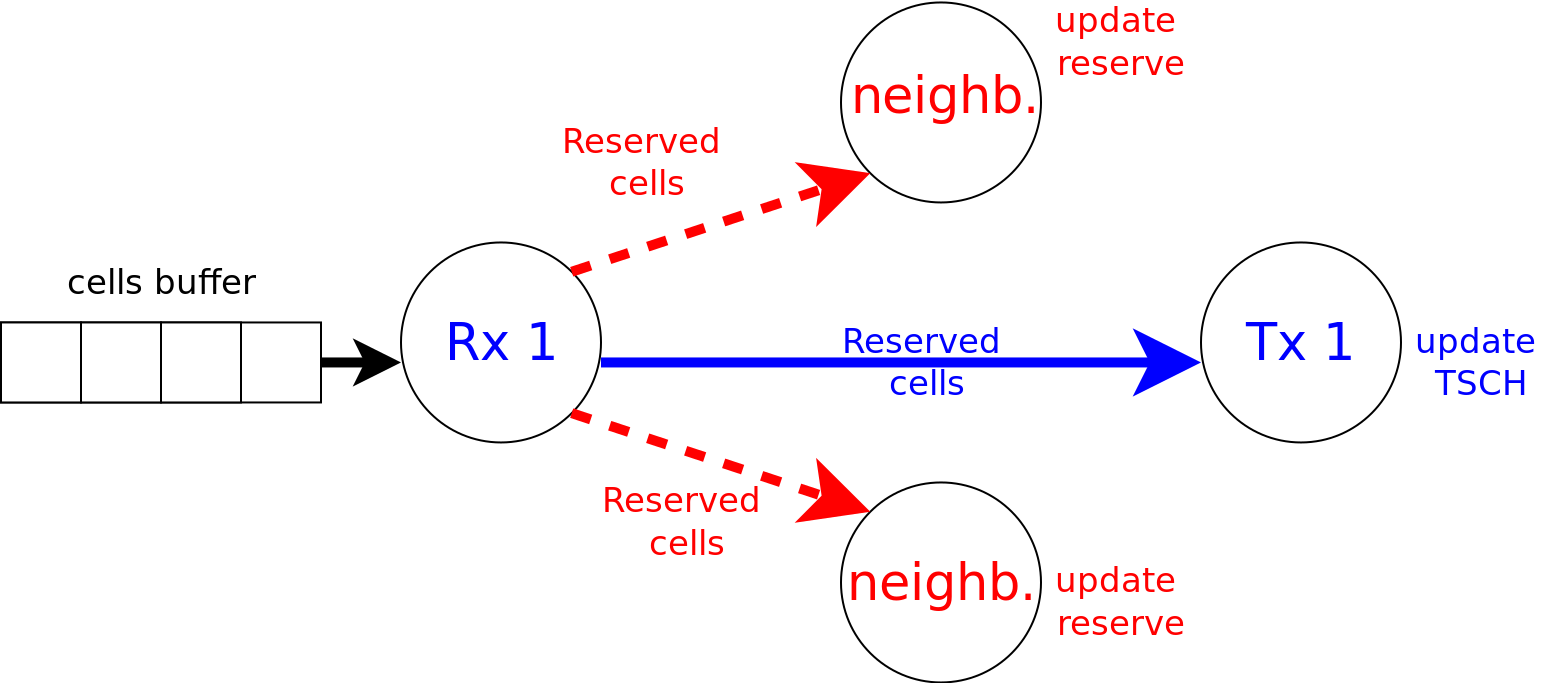 update
reserve
neighb.
Reserved
cells
cells buffer
Rx 1
Reserved
cells
Tx 1
update
TSCH
Reserved
cells
neighb.
update
reserve